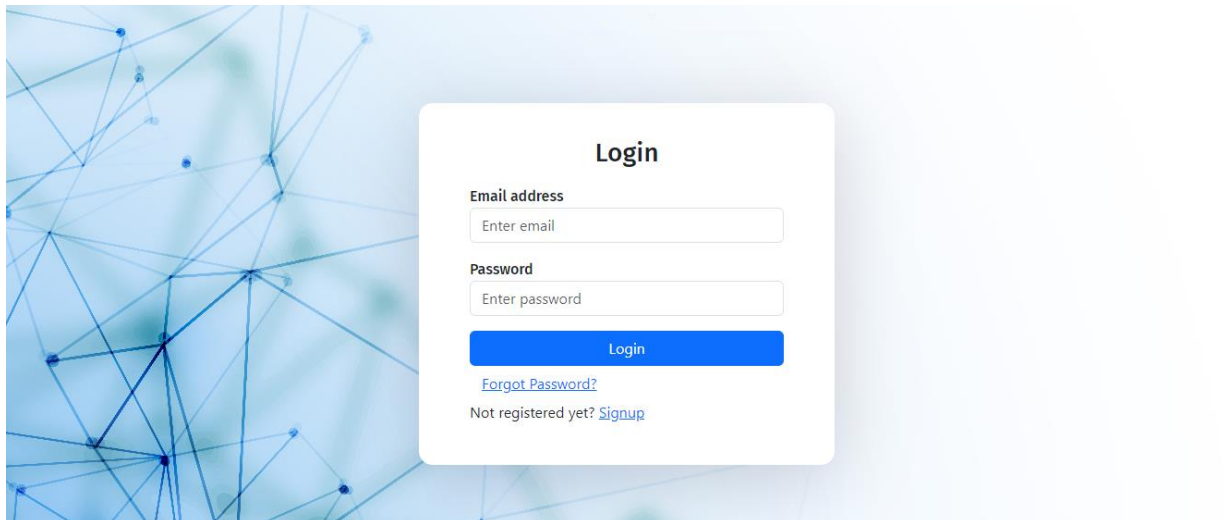 Login
Email address
Enter email
Password
Enter password
Login
Forgot Password?
Not registered yet? Signup